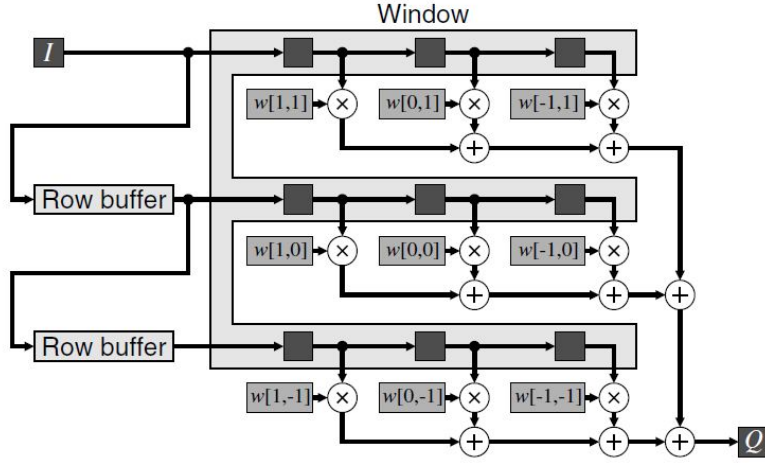 Window
I
w[1,1] w[0,1] w[-1,1]
× × ×
+ +
Row buffer
w[1,0] w[0,0] w[-1,0]
× × ×
+ + +
Row buffer
w[1,-1] w[0,-1] w[-1,-1]
× × ×
+ + + Q